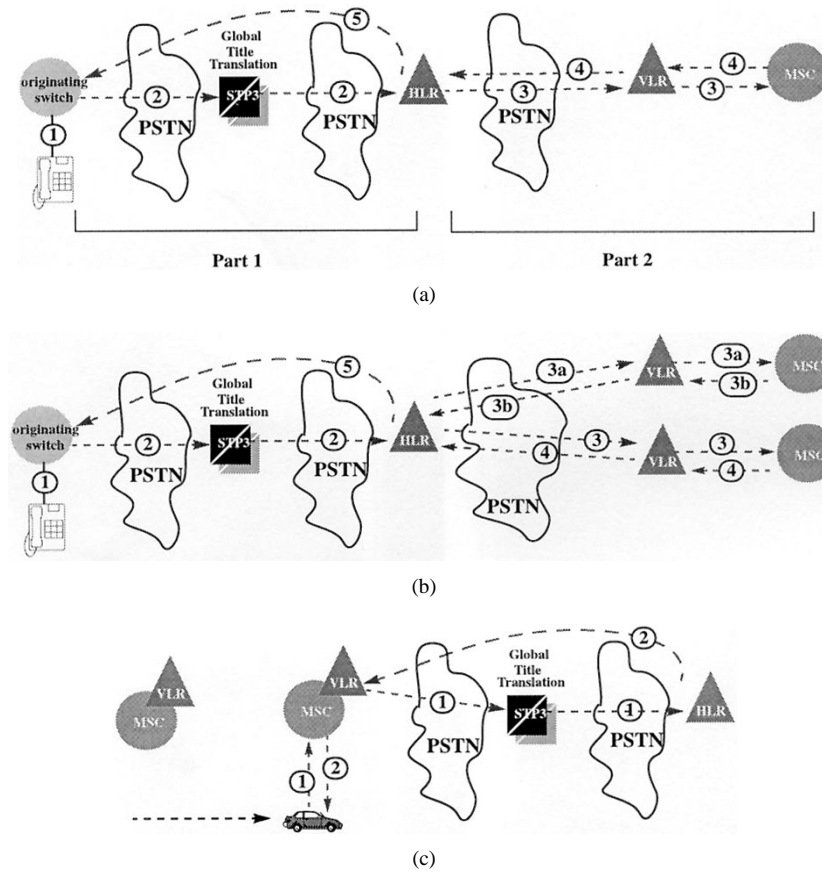 5
Global
Title
Translation
originating
switch
2
STP3
2
HLR
3
4
VLR
4
3
MSC
1
PSTN
PSTN
PSTN
Part 1
Part 2
(a)
5
Global
Title
Translation
originating
switch
2
STP3
2
HLR
3a
3b
VLR
3a
3b
MSC
3
4
VLR
3
4
MSC
1
PSTN
PSTN
PSTN
(b)
VLR
MSC
VLR
MSC
1
2
1
Global
Title
Translation
STP3
1
2
HLR
PSTN
PSTN
(c)